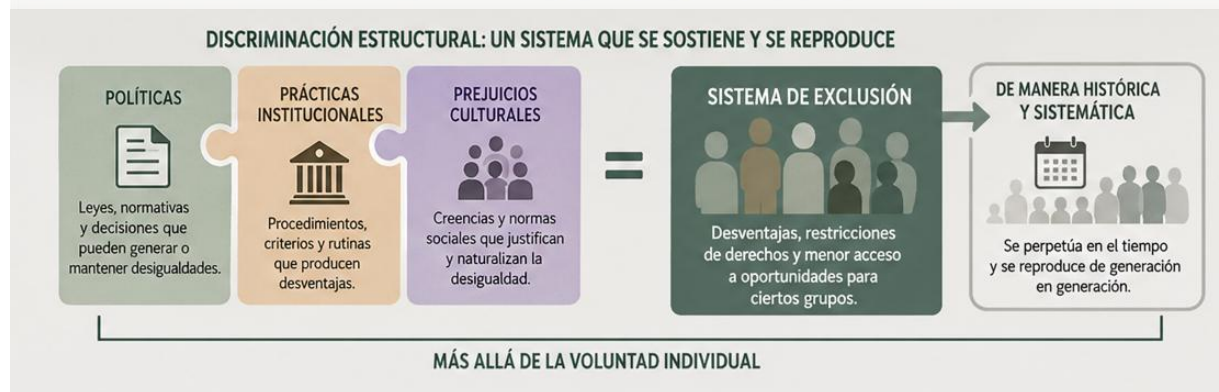 DISCRIMINACIÓN ESTRUCTURAL: UN SISTEMA QUE SE SOSTIENE Y SE REPRODUCE
POLÍTICAS
Leyes, normativas
y decisiones que
pueden generar o
mantener desigualdades.
PRÁCTICAS
INSTITUCIONALES
Procedimientos,
criterios y rutinas
que producen
desventajas.
PREJUICIOS
CULTURALES
Creencias y normas
sociales que justifican
y naturalizan la
desigualdad.
=
SISTEMA DE EXCLUSIÓN
Desventajas, restricciones
de derechos y menor acceso
a oportunidades para
ciertos grupos.
DE MANERA HISTÓRICA
Y SISTEMÁTICA
Se perpetúa en el tiempo
y se reproduce de generación
en generación.
MÁS ALLÁ DE LA VOLUNTAD INDIVIDUAL